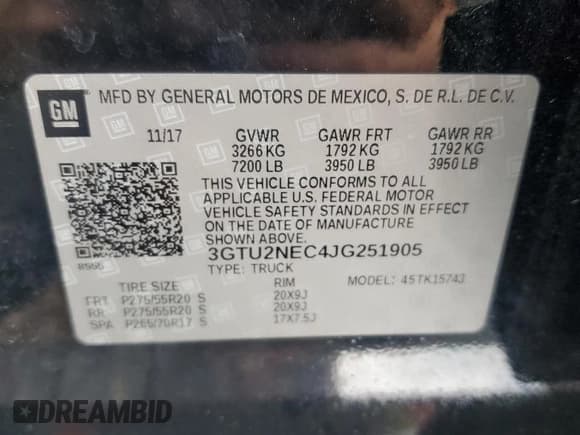 GM
MFD BY GENERAL MOTORS DE MEXICO, S. DE R.L. DE C.V.
11/17 GVWR GAWR FRT GAWR RR
3266 KG 1792 KG 1792 KG
7200 LB 3950 LB 3950 LB
THIS VEHICLE CONFORMS TO ALL
APPLICABLE U.S. FEDERAL MOTOR
VEHICLE SAFETY STANDARDS IN EFFECT
ON THE DATE OF MANUFACTURE
SHOWN ABOVE.
3GTU2NEC4JG251905
TYPE: TRUCK MODEL: 4STK15743
TIRE SIZE RIM
FRT P275/55R20 S 20X9J
RR P275/55R20 S 20X9J
SPA P265/70R17 S 17X7.5J
DREAMBID